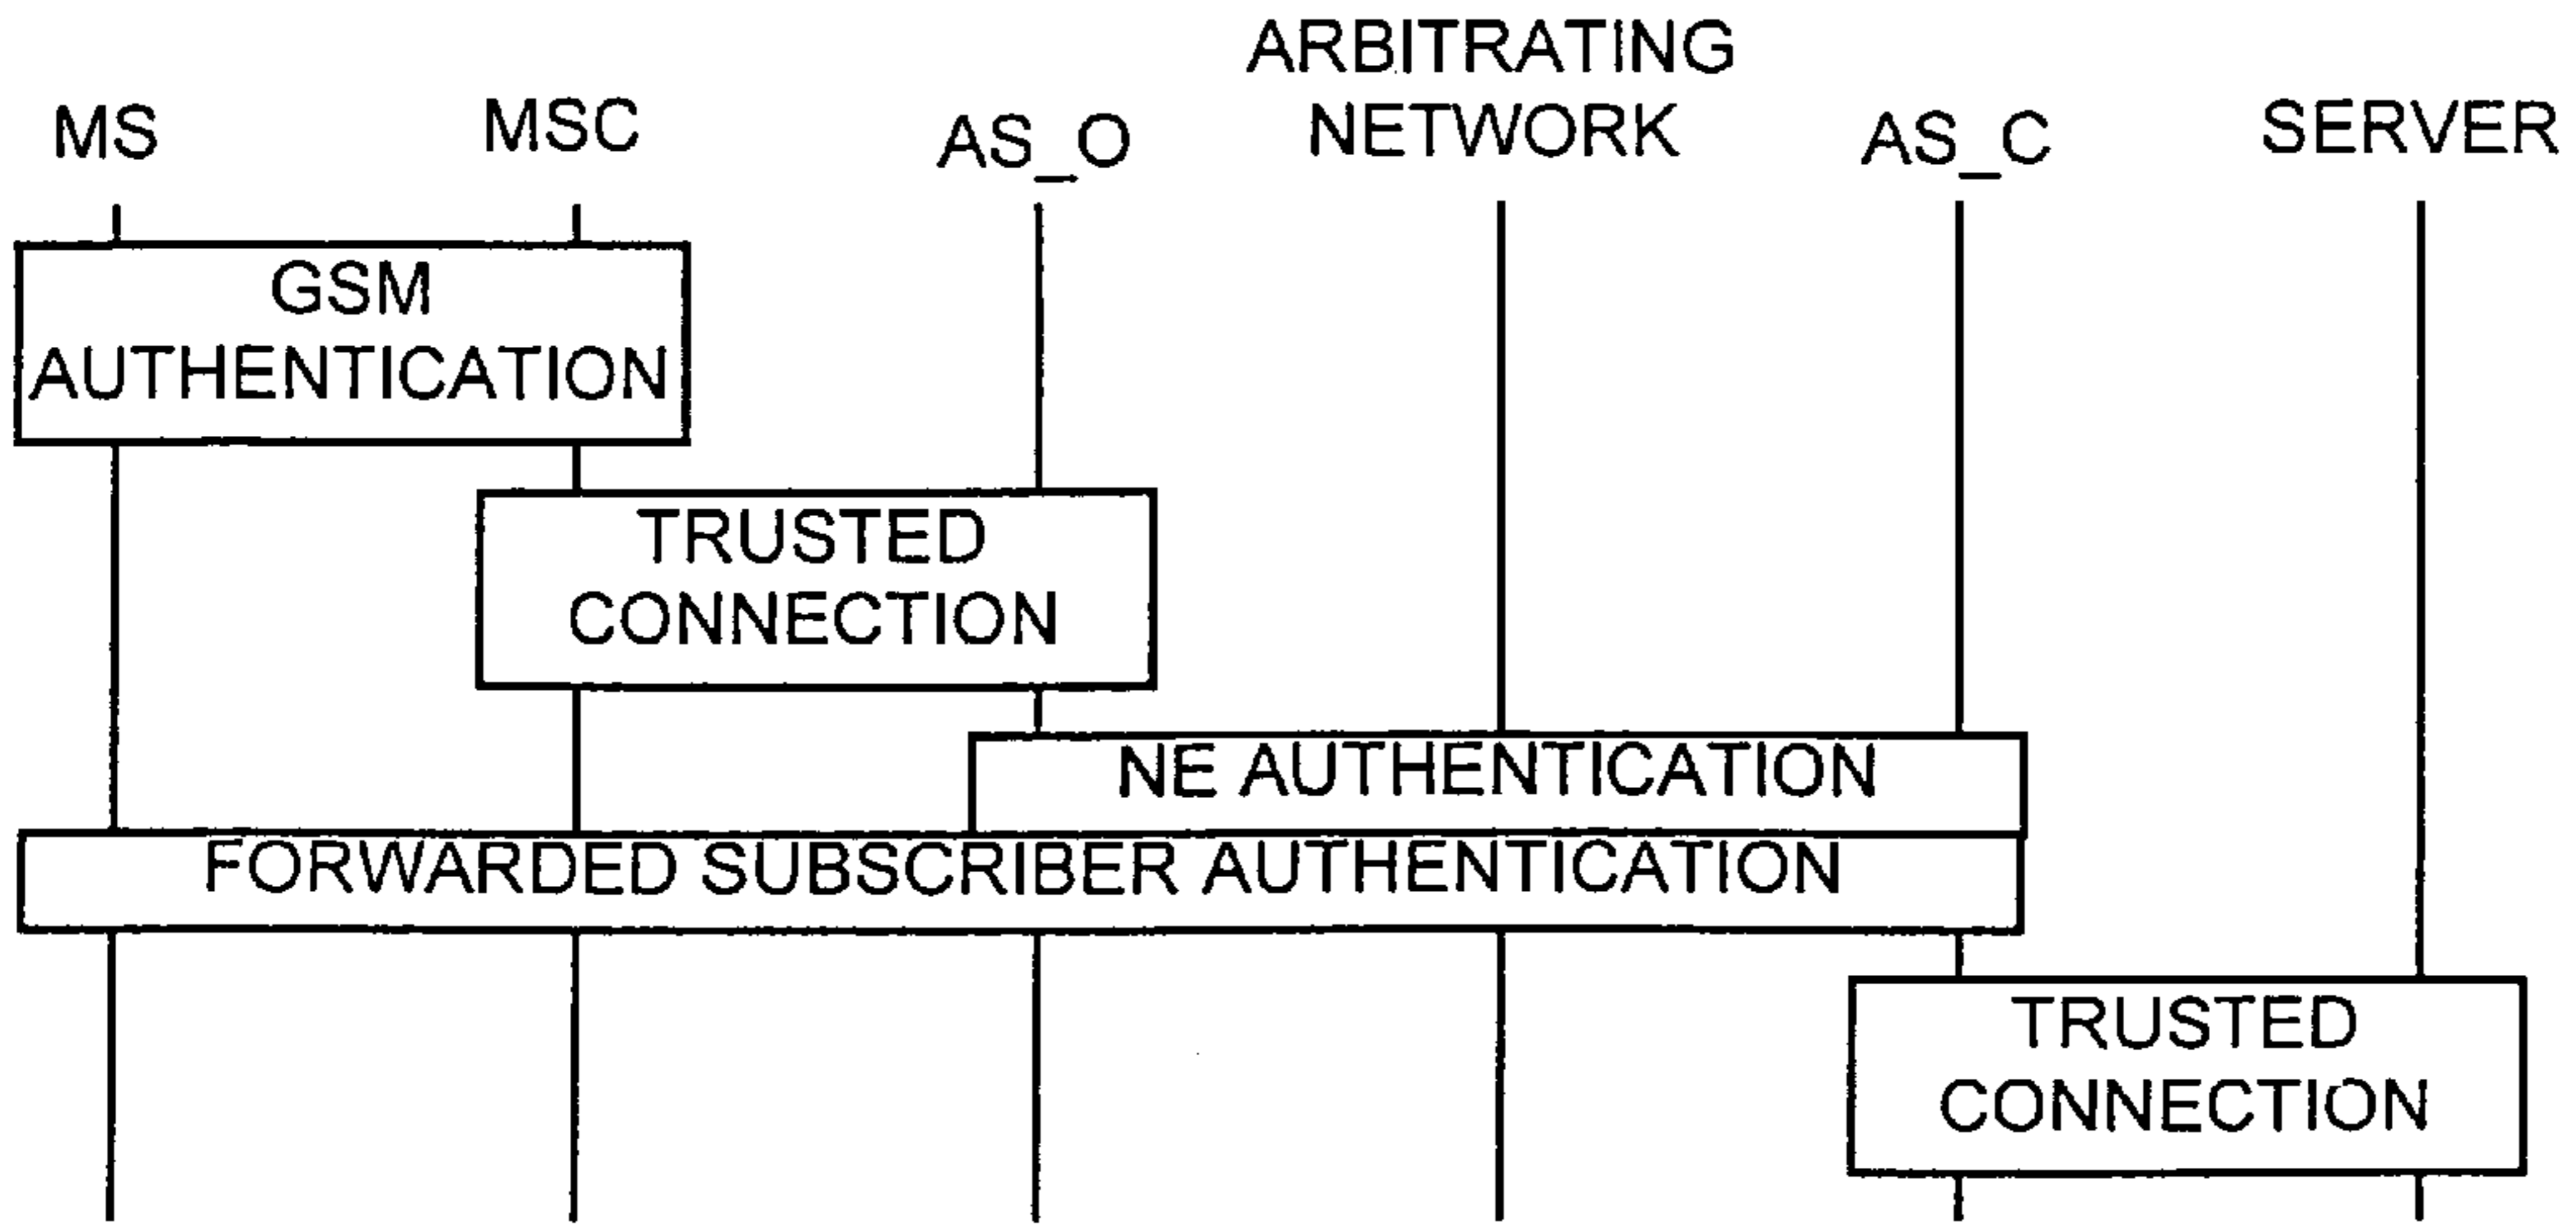 ARBITRATING
NETWORK
MS
MSC
AS_O
AS_C
SERVER
GSM
AUTHENTICATION
TRUSTED
CONNECTION
NE AUTHENTICATION
FORWARDED SUBSCRIBER AUTHENTICATION
TRUSTED
CONNECTION